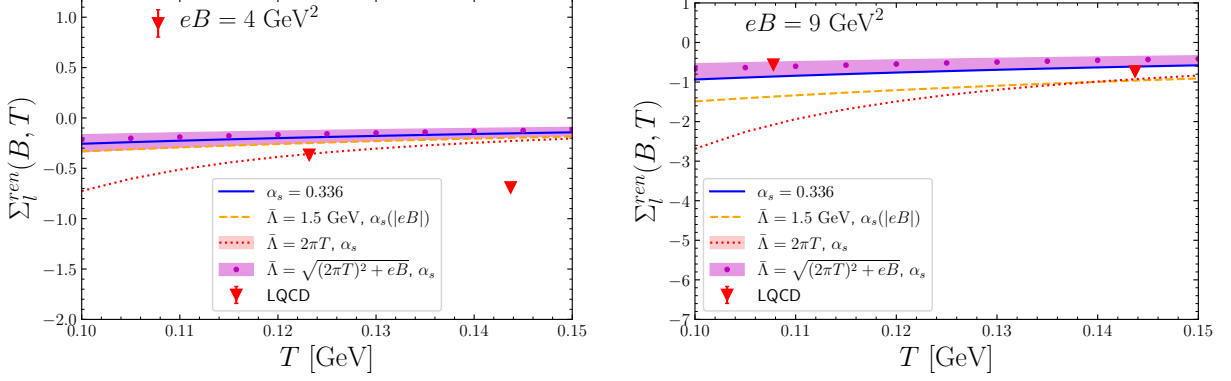 eB = 4 GeV²
Σ_l^{ren}(B, T)
1.0
0.5
0.0
−0.5
−1.0
−1.5
−2.0
α_s = 0.336
Λ̄ = 1.5 GeV, α_s(|eB|)
Λ̄ = 2πT, α_s
Λ̄ = √((2πT)² + eB), α_s
LQCD
0.10 0.11 0.12 0.13 0.14 0.15
T [GeV]
eB = 9 GeV²
Σ_l^{ren}(B, T)
1
0
−1
−2
−3
−4
−5
−6
−7
α_s = 0.336
Λ̄ = 1.5 GeV, α_s(|eB|)
Λ̄ = 2πT, α_s
Λ̄ = √((2πT)² + eB), α_s
LQCD
0.10 0.11 0.12 0.13 0.14 0.15
T [GeV]